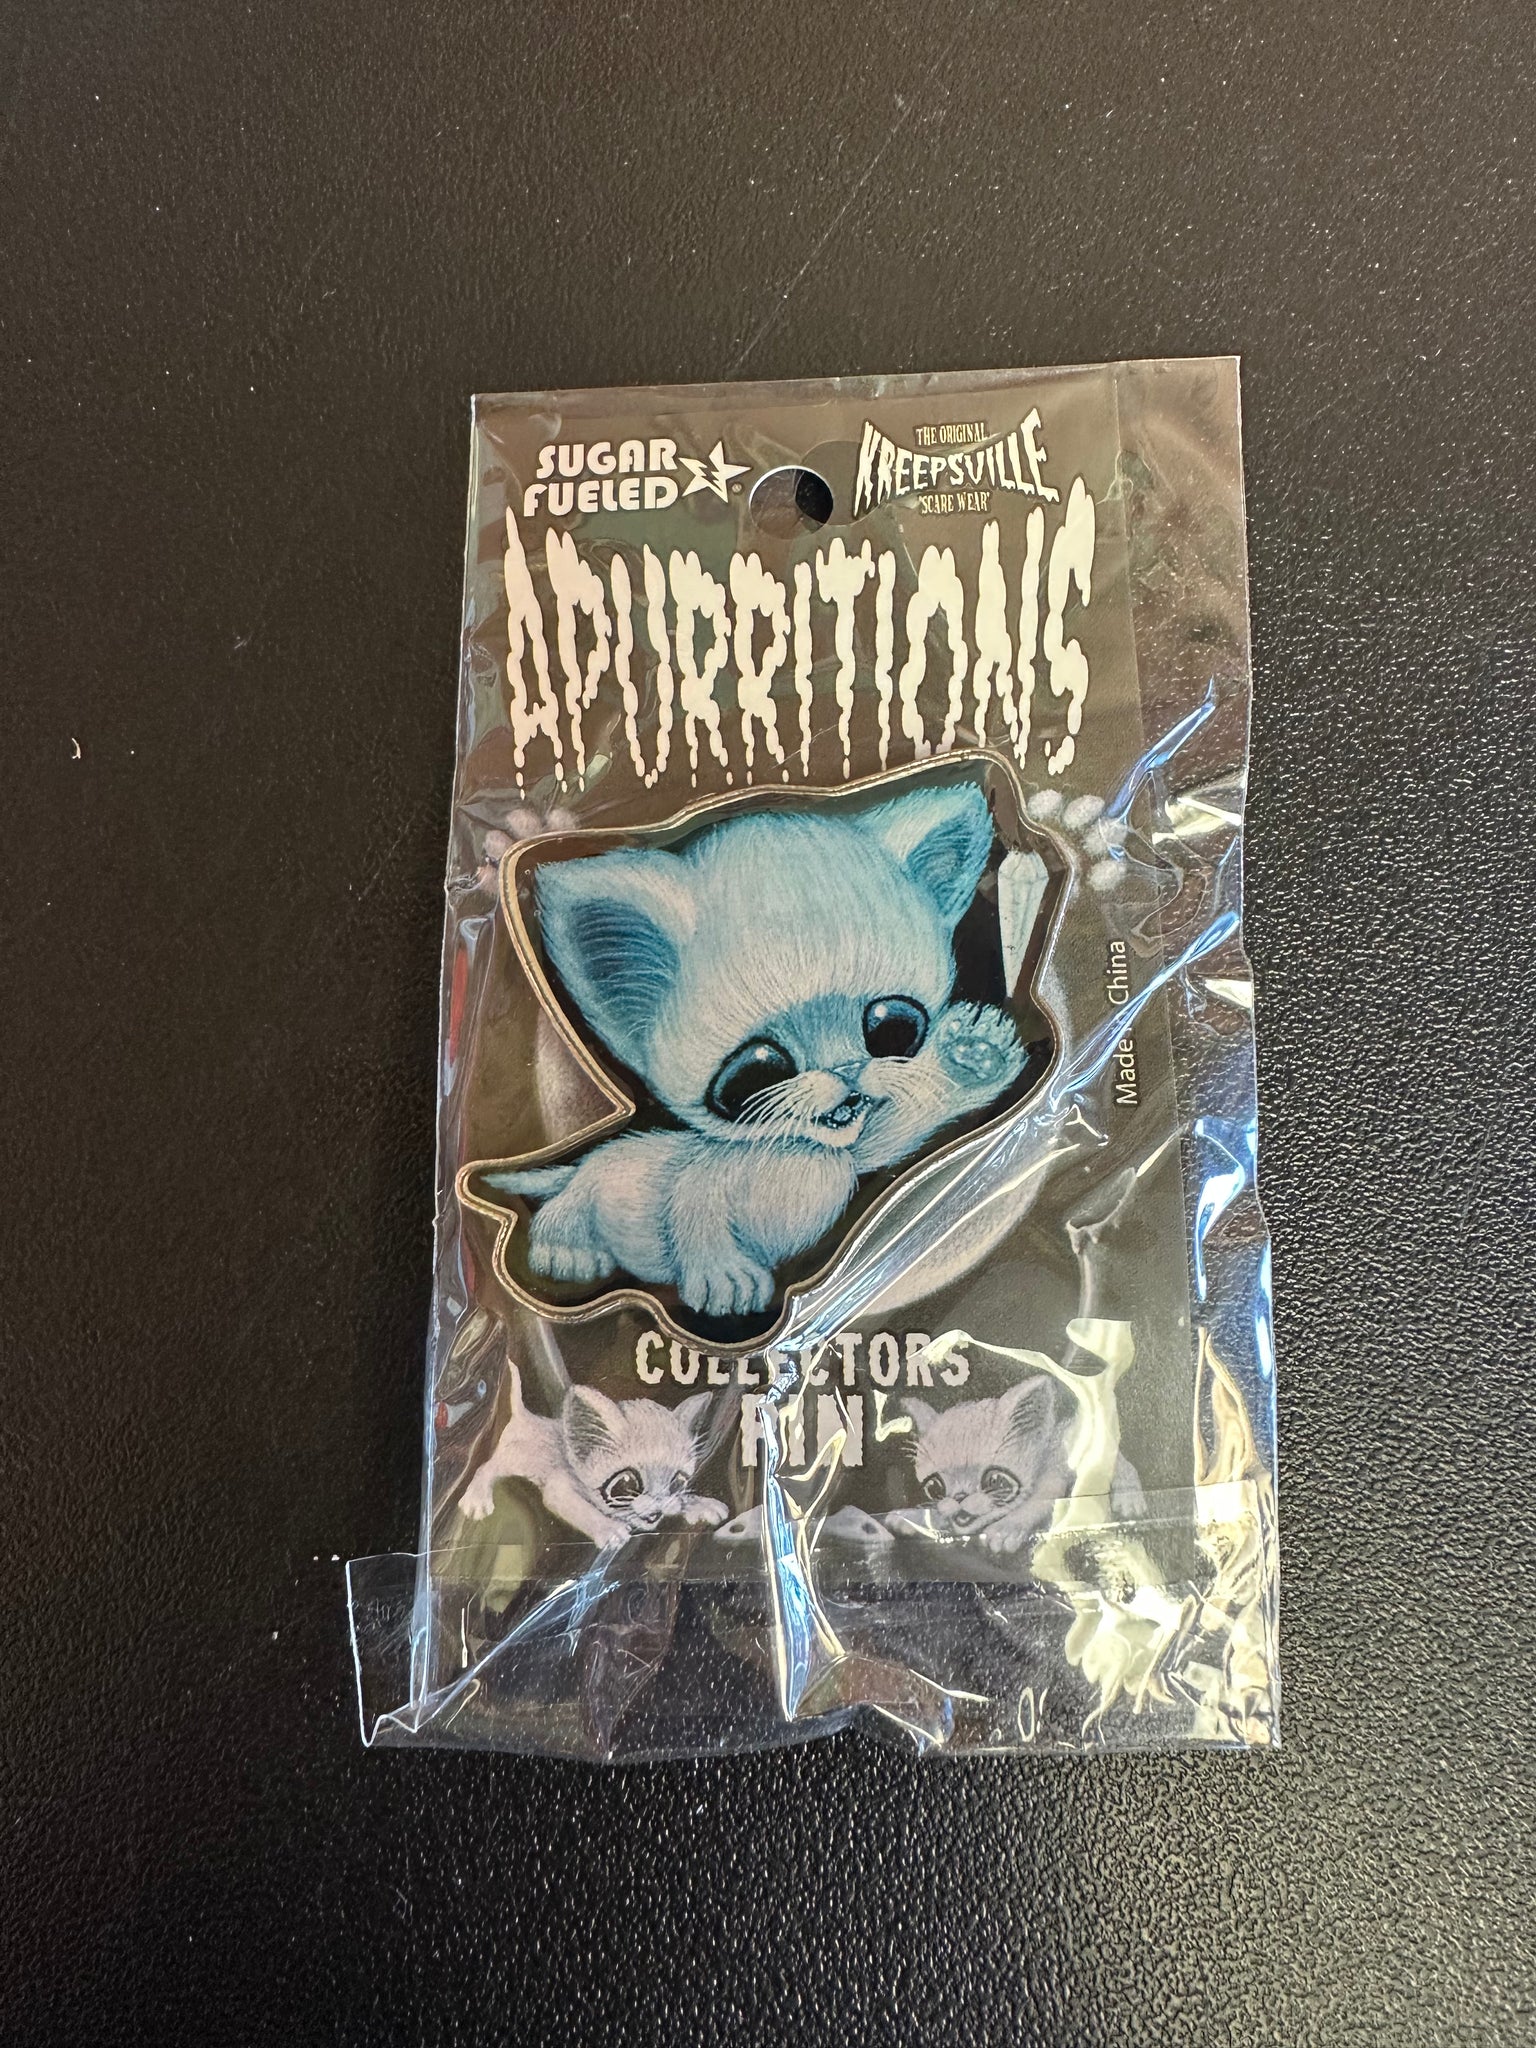 SUGAR
FUELED
THE ORIGINAL
KREEPSVILLE
'SCARE WEAR'
APURRITIONS
Made China
COLLECTORS
PIN